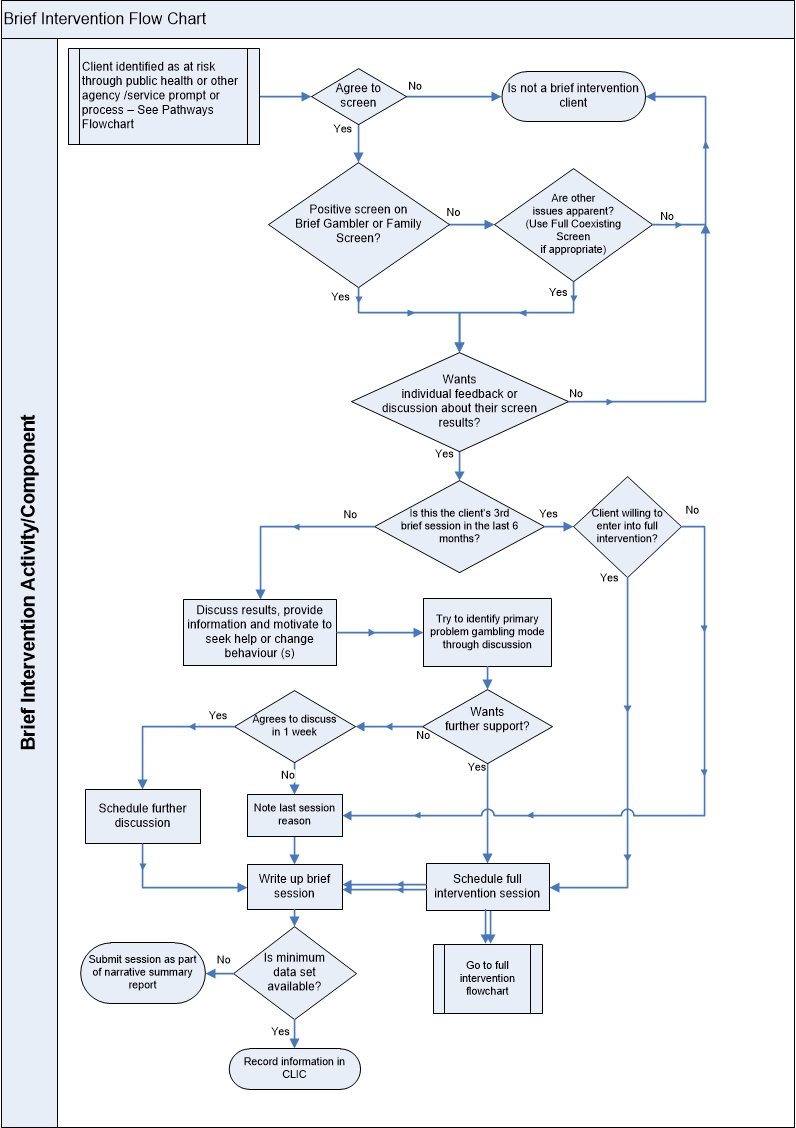 Brief Intervention Flow Chart
Brief Intervention Activity/Component
Client identified as at risk
through public health or other
agency /service prompt or
process – See Pathways
Flowchart
Agree to
screen
No
Is not a brief intervention
client
Yes
Positive screen on
Brief Gambler or Family
Screen?
No
Are other
issues apparent?
(Use Full Coexisting
Screen
if appropriate)
No
Yes
Yes
Wants
individual feedback or
discussion about their screen
results?
No
Yes
Is this the client's 3rd
brief session in the last 6
months?
No
Yes
Client willing to
enter into full
intervention?
No
Yes
Discuss results, provide
information and motivate to
seek help or change
behaviour (s)
Try to identify primary
problem gambling mode
through discussion
Wants
further support?
No
Yes
Agrees to discuss
in 1 week
Yes
No
Schedule further
discussion
Note last session
reason
Write up brief
session
Schedule full
intervention session
Go to full
intervention
flowchart
Is minimum
data set
available?
No
Submit session as part
of narrative summary
report
Yes
Record information in
CLIC